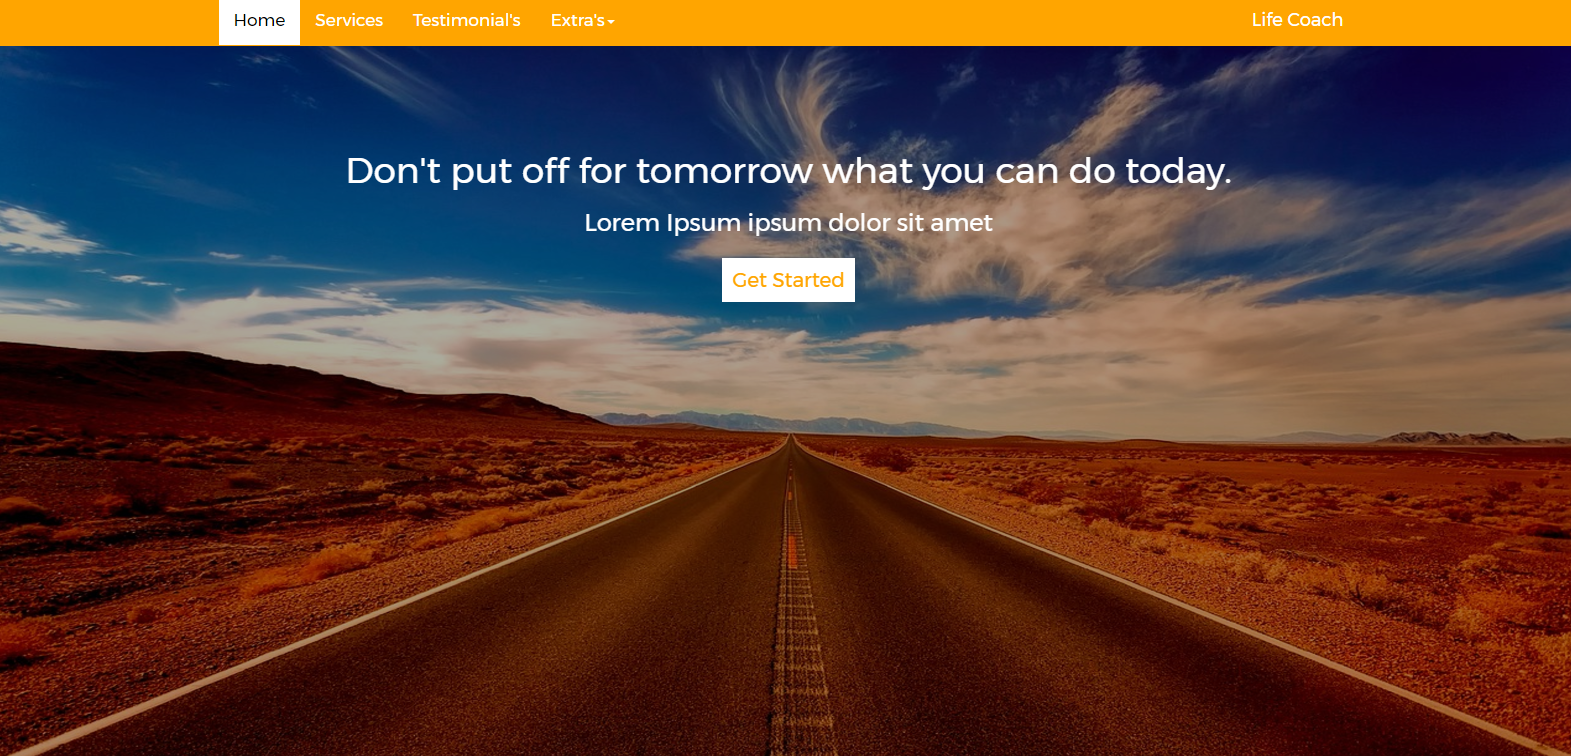 Home Services Testimonial's Extra's Life Coach
Don't put off for tomorrow what you can do today.
Lorem Ipsum ipsum dolor sit amet
Get Started